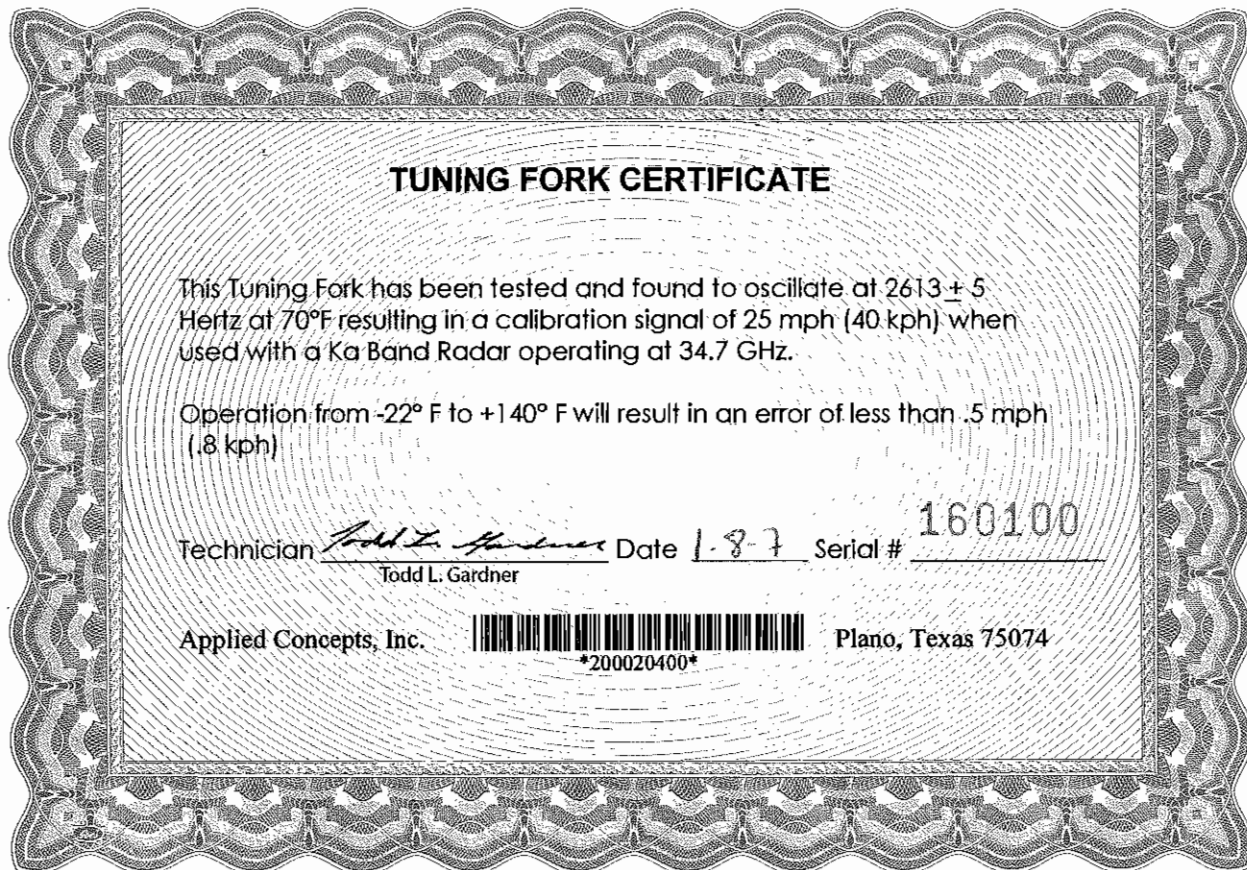 TUNING FORK CERTIFICATE
This Tuning Fork has been tested and found to oscillate at 2613 ± 5
Hertz at 70°F resulting in a calibration signal of 25 mph (40 kph) when
used with a Ka Band Radar operating at 34.7 GHz.
Operation from -22° F to +140° F will result in an error of less than .5 mph
(.8 kph)
Technician Todd L. Gardner Date 1-8-7 Serial # 160100
Todd L. Gardner
Applied Concepts, Inc. *200020400* Plano, Texas 75074